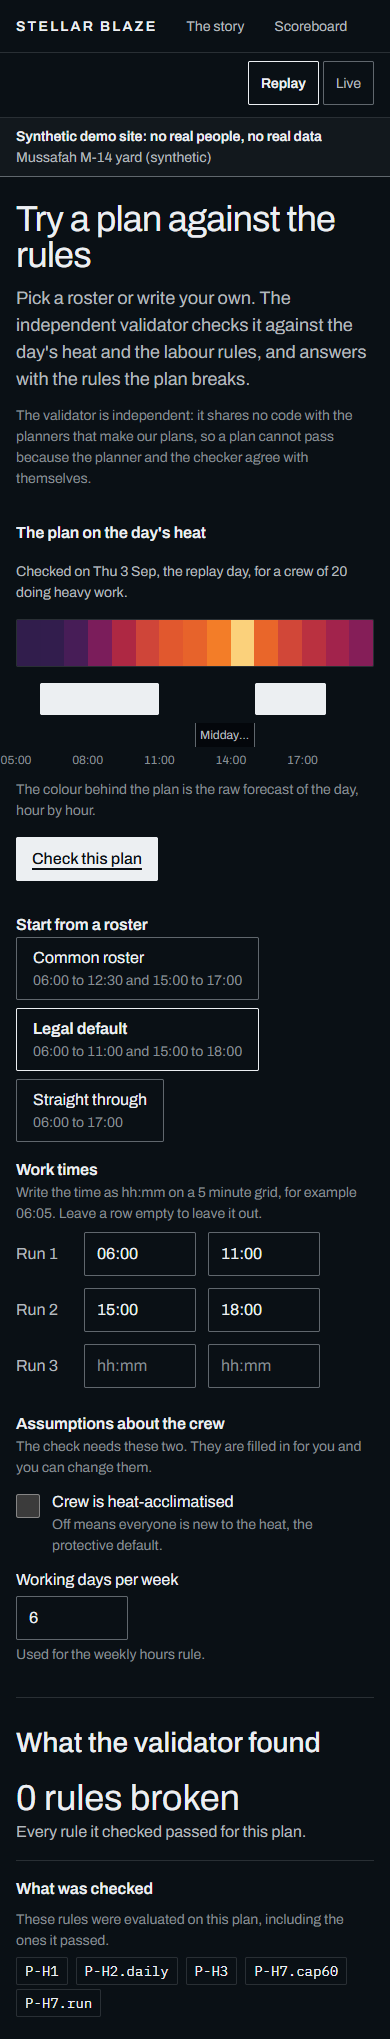 STELLAR BLAZE The story Scoreboard
Replay Live
Synthetic demo site: no real people, no real data
Mussafah M-14 yard (synthetic)
Try a plan against the
rules
Pick a roster or write your own. The
independent validator checks it against the
day's heat and the labour rules, and answers
with the rules the plan breaks.
The validator is independent: it shares no code with the
planners that make our plans, so a plan cannot pass
because the planner and the checker agree with
themselves.
The plan on the day's heat
Checked on Thu 3 Sep, the replay day, for a crew of 20
doing heavy work.
Midday...
05:00 08:00 11:00 14:00 17:00
The colour behind the plan is the raw forecast of the day,
hour by hour.
Check this plan
Start from a roster
Common roster
06:00 to 12:30 and 15:00 to 17:00
Legal default
06:00 to 11:00 and 15:00 to 18:00
Straight through
06:00 to 17:00
Work times
Write the time as hh:mm on a 5 minute grid, for example
06:05. Leave a row empty to leave it out.
Run 1 06:00 11:00
Run 2 15:00 18:00
Run 3 hh:mm hh:mm
Assumptions about the crew
The check needs these two. They are filled in for you and
you can change them.
Crew is heat-acclimatised
Off means everyone is new to the heat, the
protective default.
Working days per week
6
Used for the weekly hours rule.
What the validator found
0 rules broken
Every rule it checked passed for this plan.
What was checked
These rules were evaluated on this plan, including the
ones it passed.
P-H1 P-H2.daily P-H3 P-H7.cap60
P-H7.run